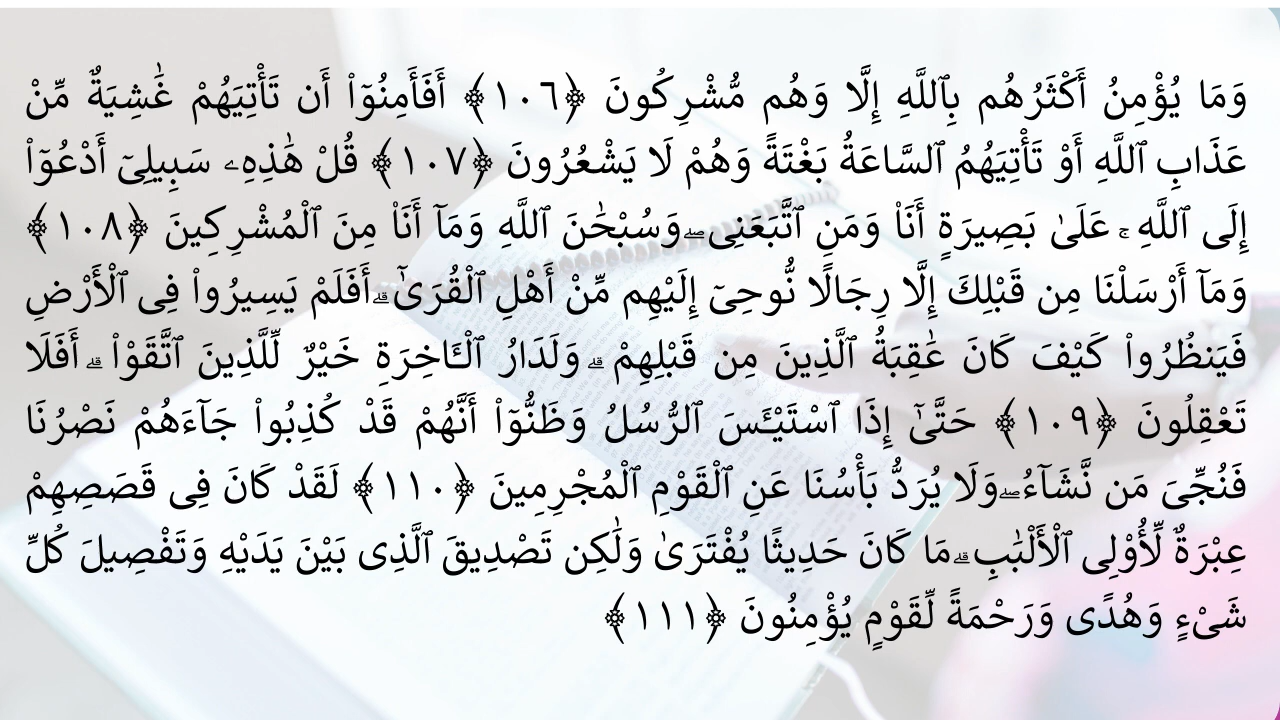 وَمَا يُؤْمِنُ أَكْثَرُهُم بِٱللَّهِ إِلَّا وَهُم مُّشْرِكُونَ ﴿١٠٦﴾ أَفَأَمِنُوٓا۟ أَن تَأْتِيَهُمْ غَٰشِيَةٌ مِّنْ
عَذَابِ ٱللَّهِ أَوْ تَأْتِيَهُمُ ٱلسَّاعَةُ بَغْتَةً وَهُمْ لَا يَشْعُرُونَ ﴿١٠٧﴾ قُلْ هَٰذِهِۦ سَبِيلِىٓ أَدْعُوٓا۟
إِلَى ٱللَّهِ ۚ عَلَىٰ بَصِيرَةٍ أَنَا۠ وَمَنِ ٱتَّبَعَنِى ۖ وَسُبْحَٰنَ ٱللَّهِ وَمَآ أَنَا۠ مِنَ ٱلْمُشْرِكِينَ ﴿١٠٨﴾
وَمَآ أَرْسَلْنَا مِن قَبْلِكَ إِلَّا رِجَالًا نُّوحِىٓ إِلَيْهِم مِّنْ أَهْلِ ٱلْقُرَىٰٓ ۗ أَفَلَمْ يَسِيرُوا۟ فِى ٱلْأَرْضِ
فَيَنظُرُوا۟ كَيْفَ كَانَ عَٰقِبَةُ ٱلَّذِينَ مِن قَبْلِهِمْ ۗ وَلَدَارُ ٱلْـَٔاخِرَةِ خَيْرٌ لِّلَّذِينَ ٱتَّقَوْا۟ ۗ أَفَلَا
تَعْقِلُونَ ﴿١٠٩﴾ حَتَّىٰٓ إِذَا ٱسْتَيْـَٔسَ ٱلرُّسُلُ وَظَنُّوٓا۟ أَنَّهُمْ قَدْ كُذِبُوا۟ جَآءَهُمْ نَصْرُنَا
فَنُجِّىَ مَن نَّشَآءُ ۖ وَلَا يُرَدُّ بَأْسُنَا عَنِ ٱلْقَوْمِ ٱلْمُجْرِمِينَ ﴿١١٠﴾ لَقَدْ كَانَ فِى قَصَصِهِمْ
عِبْرَةٌ لِّأُو۟لِى ٱلْأَلْبَٰبِ ۗ مَا كَانَ حَدِيثًا يُفْتَرَىٰ وَلَٰكِن تَصْدِيقَ ٱلَّذِى بَيْنَ يَدَيْهِ وَتَفْصِيلَ كُلِّ
شَىْءٍ وَهُدًى وَرَحْمَةً لِّقَوْمٍ يُؤْمِنُونَ ﴿١١١﴾